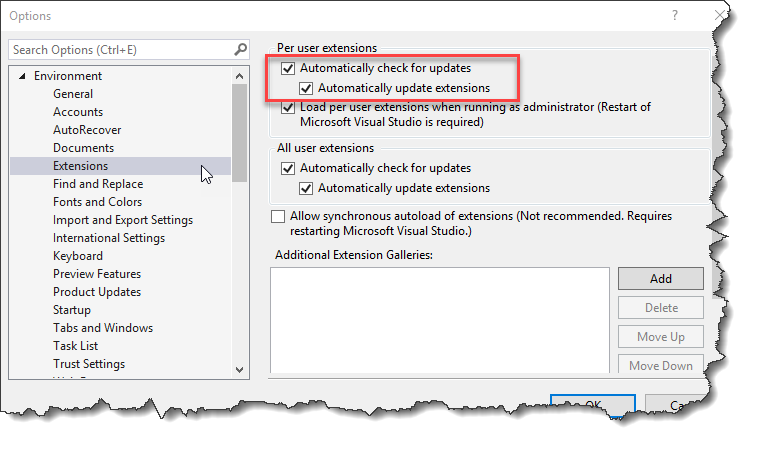 Options
Search Options (Ctrl+E)
Environment
General
Accounts
AutoRecover
Documents
Extensions
Find and Replace
Fonts and Colors
Import and Export Settings
International Settings
Keyboard
Preview Features
Product Updates
Startup
Tabs and Windows
Task List
Trust Settings
Per user extensions
Automatically check for updates
Automatically update extensions
Load per user extensions when running as administrator (Restart of
Microsoft Visual Studio is required)
All user extensions
Automatically check for updates
Automatically update extensions
Allow synchronous autoload of extensions (Not recommended. Requires
restarting Microsoft Visual Studio.)
Additional Extension Galleries:
Add
Delete
Move Up
Move Down
OK